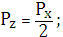 P_z = P_x / 2 ;